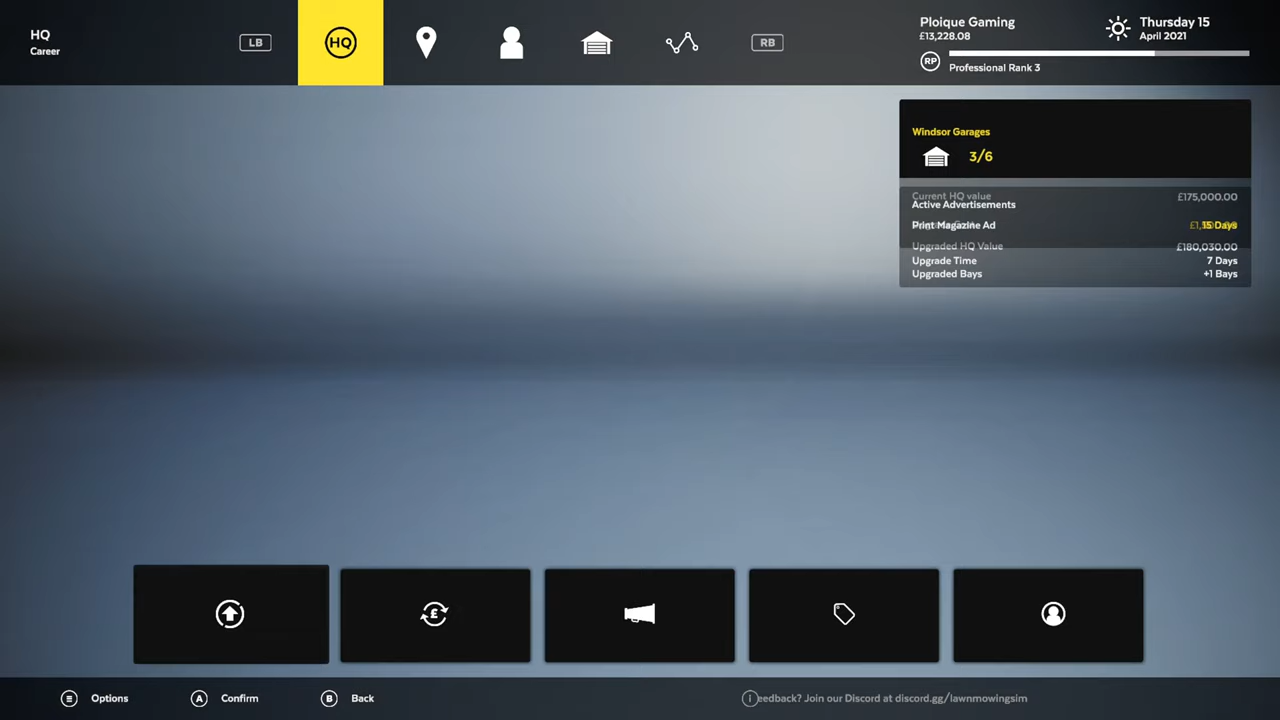 HQ
Career
LB
HQ
RB
Ploique Gaming
£13,228.08
Thursday 15
April 2021
RP
Professional Rank 3
Windsor Garages
3/6
Current HQ value £175,000.00
Active Advertisements
Print Magazine Ad 15 Days
Upgraded HQ Value £180,030.00
Upgrade Time 7 Days
Upgraded Bays +1 Bays
£
Options
A Confirm
B Back
i eedback? Join our Discord at discord.gg/lawnmowingsim